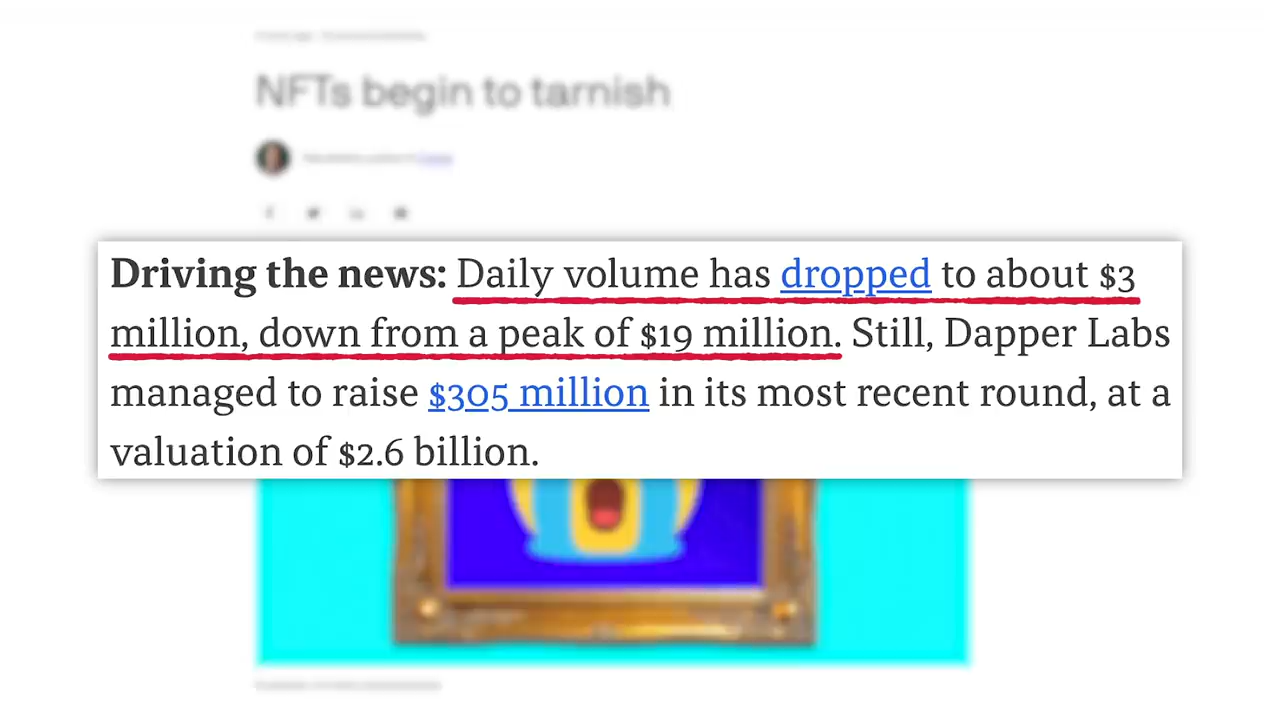 NFTs begin to tarnish
Driving the news: Daily volume has dropped to about $3
million, down from a peak of $19 million. Still, Dapper Labs
managed to raise $305 million in its most recent round, at a
valuation of $2.6 billion.